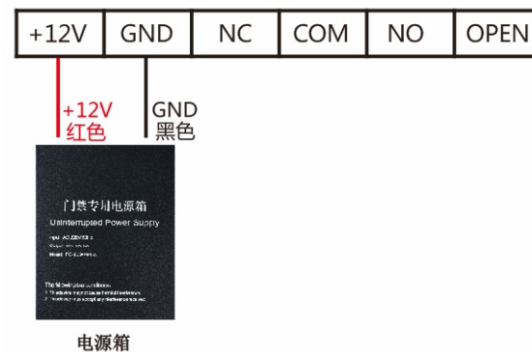 +12V GND NC COM NO OPEN
+12V GND
红色 黑色
门禁专用电源箱
Uninterrupted Power Supply
电源箱